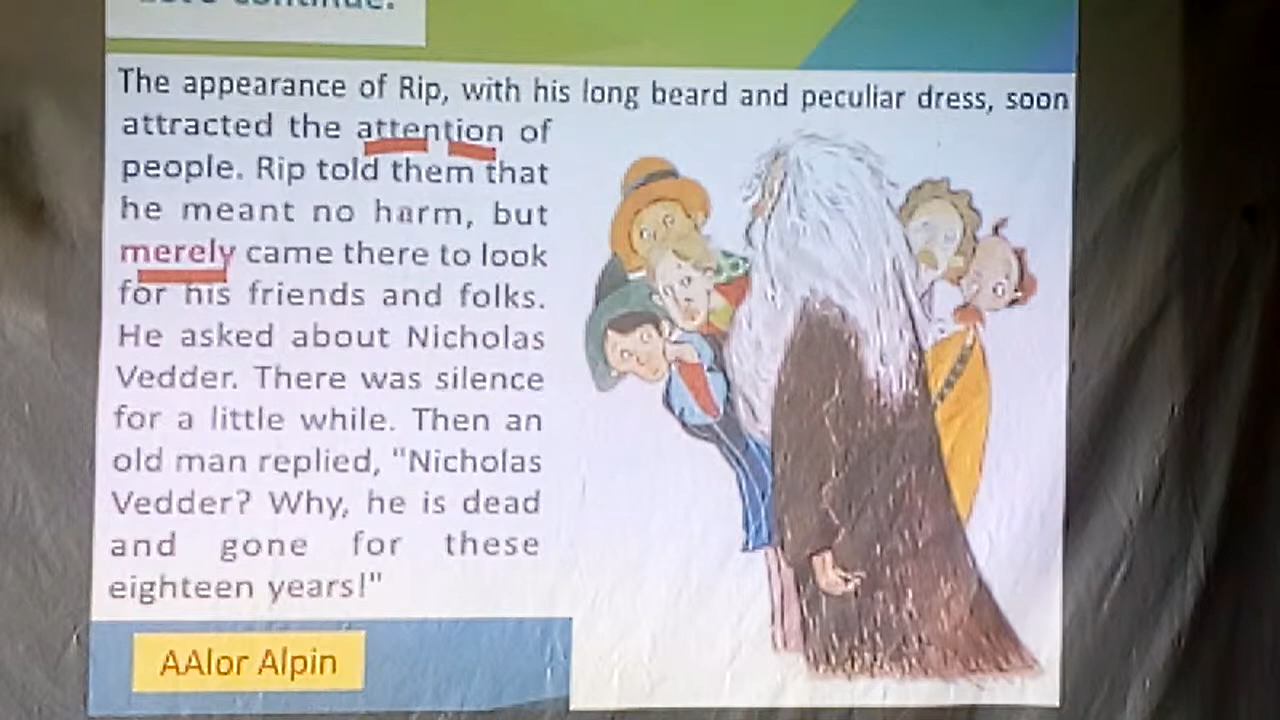 Let's continue.
The appearance of Rip, with his long beard and peculiar dress, soon
attracted the attention of
people. Rip told them that
he meant no harm, but
merely came there to look
for his friends and folks.
He asked about Nicholas
Vedder. There was silence
for a little while. Then an
old man replied, "Nicholas
Vedder? Why, he is dead
and gone for these
eighteen years!"
AAlor Alpin